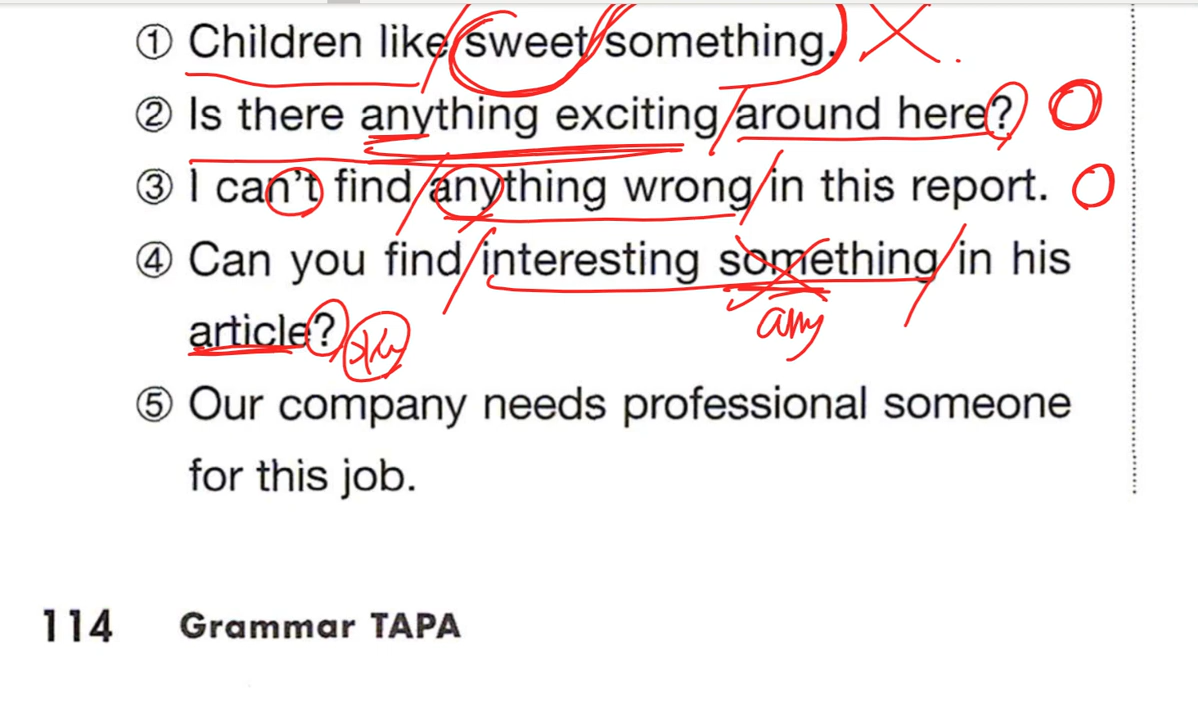 ① Children like sweet something.
② Is there anything exciting around here?
③ I can't find anything wrong in this report.
④ Can you find interesting something in his
article?
any
⑤ Our company needs professional someone
for this job.
114 Grammar TAPA